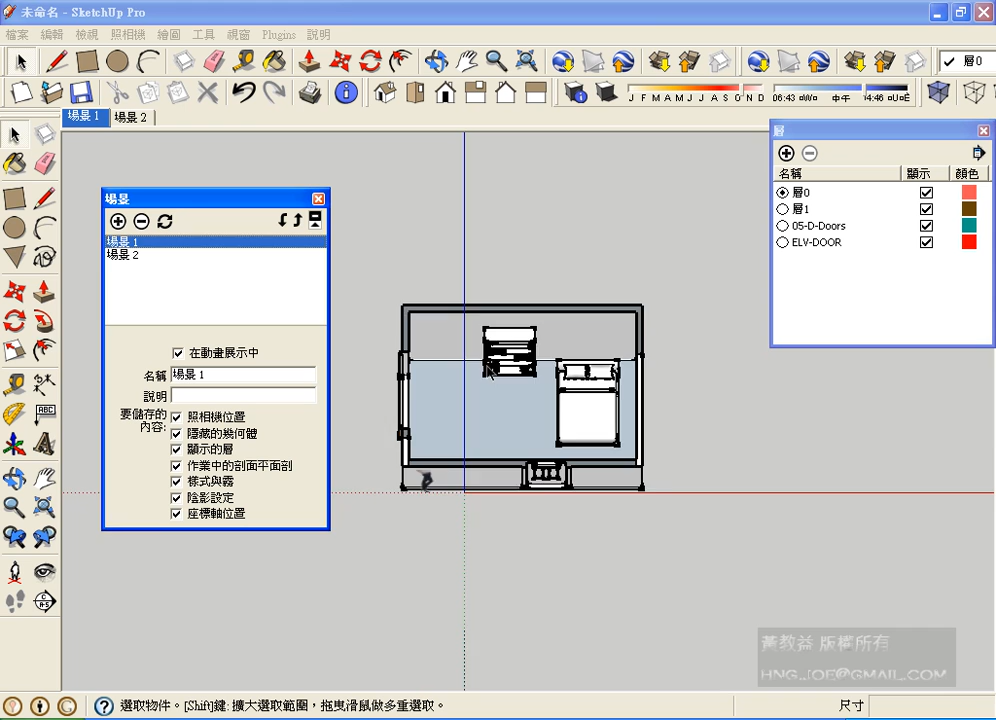 未命名 - SketchUp Pro
檔案 編輯 檢視 照相機 繪圖 工具 視窗 Plugins 說明
層0
J F M A M J J A S O N D
中午
場景 1 場景 2
層
名稱 顯示 顏色
層0
層1
05-D-Doors
ELV-DOOR
場景
場景 1
場景 2
在動畫展示中
名稱 場景 1
說明
要儲存的內容:
照相機位置
隱藏的幾何體
顯示的層
作業中的剖面平面剖
樣式與霧
陰影設定
座標軸位置
ABC
黃教益 版權所有
HNG.JOE@GMAIL.COM
選取物件。[Shift]鍵: 擴大選取範圍，拖曳滑鼠做多重選取。
尺寸